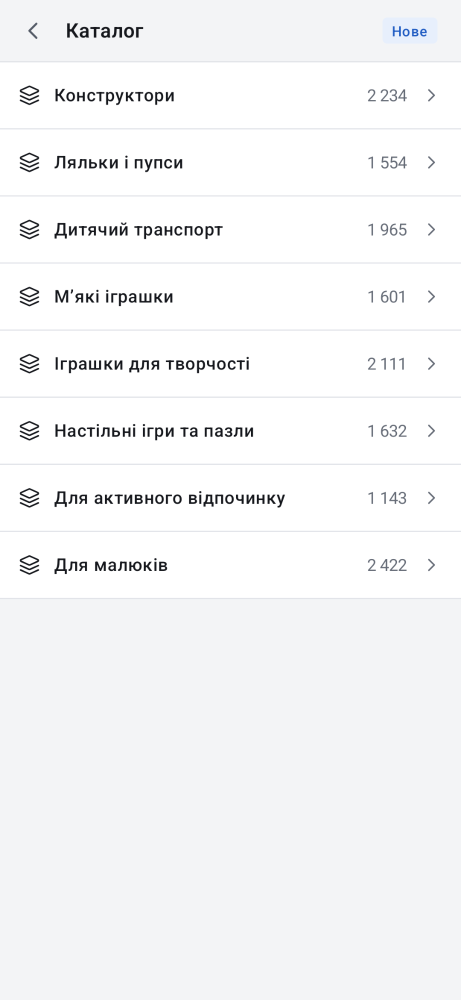 Каталог Нове
Конструктори 2 234
Ляльки і пупси 1 554
Дитячий транспорт 1 965
М’які іграшки 1 601
Іграшки для творчості 2 111
Настільні ігри та пазли 1 632
Для активного відпочинку 1 143
Для малюків 2 422